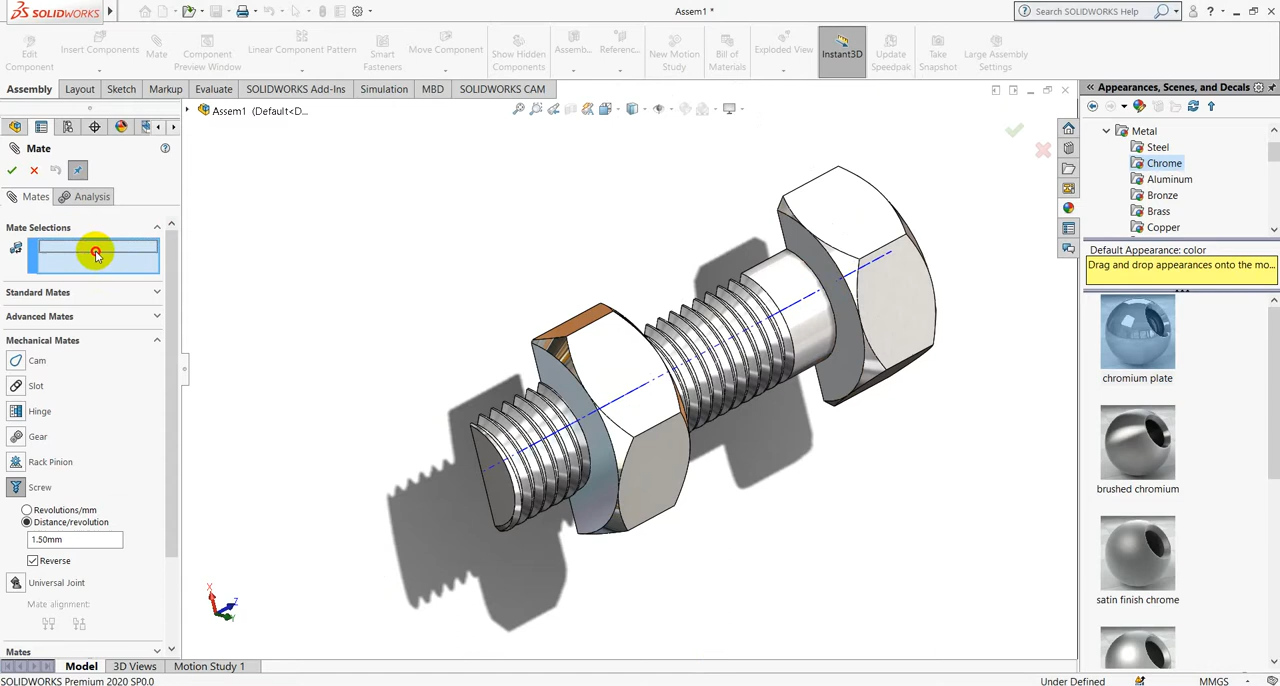 SOLIDWORKS
Assem1 *
Search SOLIDWORKS Help
Edit Component
Insert Components
Mate
Component Preview Window
Linear Component Pattern
Smart Fasteners
Move Component
Show Hidden Components
Assemb...
Referenc...
New Motion Study
Bill of Materials
Exploded View
Instant3D
Update Speedpak
Take Snapshot
Large Assembly Settings
Assembly
Layout
Sketch
Markup
Evaluate
SOLIDWORKS Add-Ins
Simulation
MBD
SOLIDWORKS CAM
Assem1 (Default<D...
Mate
Mates
Analysis
Mate Selections
Standard Mates
Advanced Mates
Mechanical Mates
Cam
Slot
Hinge
Gear
Rack Pinion
Screw
Revolutions/mm
Distance/revolution
1.50mm
Reverse
Universal Joint
Mate alignment:
Mates
X
Z
Y
Appearances, Scenes, and Decals
Metal
Steel
Chrome
Aluminum
Bronze
Brass
Copper
Default Appearance: color
Drag and drop appearances onto the mo...
chromium plate
brushed chromium
satin finish chrome
Model
3D Views
Motion Study 1
SOLIDWORKS Premium 2020 SP0.0
Under Defined
MMGS